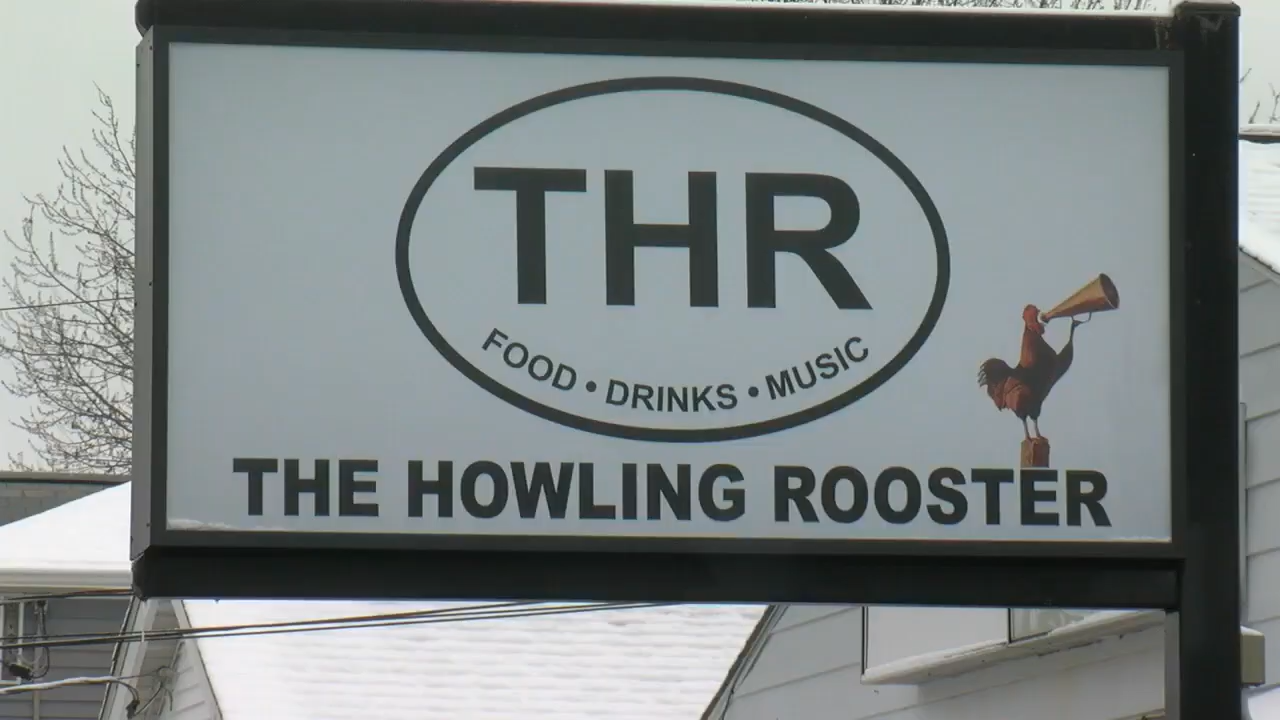 THR
FOOD • DRINKS • MUSIC
THE HOWLING ROOSTER